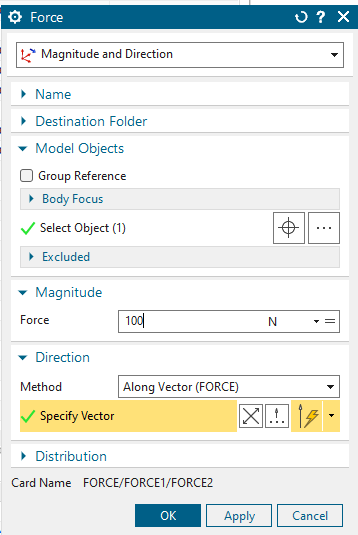 Force
Magnitude and Direction
Name
Destination Folder
Model Objects
Group Reference
Body Focus
Select Object (1)
Excluded
Magnitude
Force 100 N
Direction
Method Along Vector (FORCE)
Specify Vector
Distribution
Card Name FORCE/FORCE1/FORCE2
OK Apply Cancel